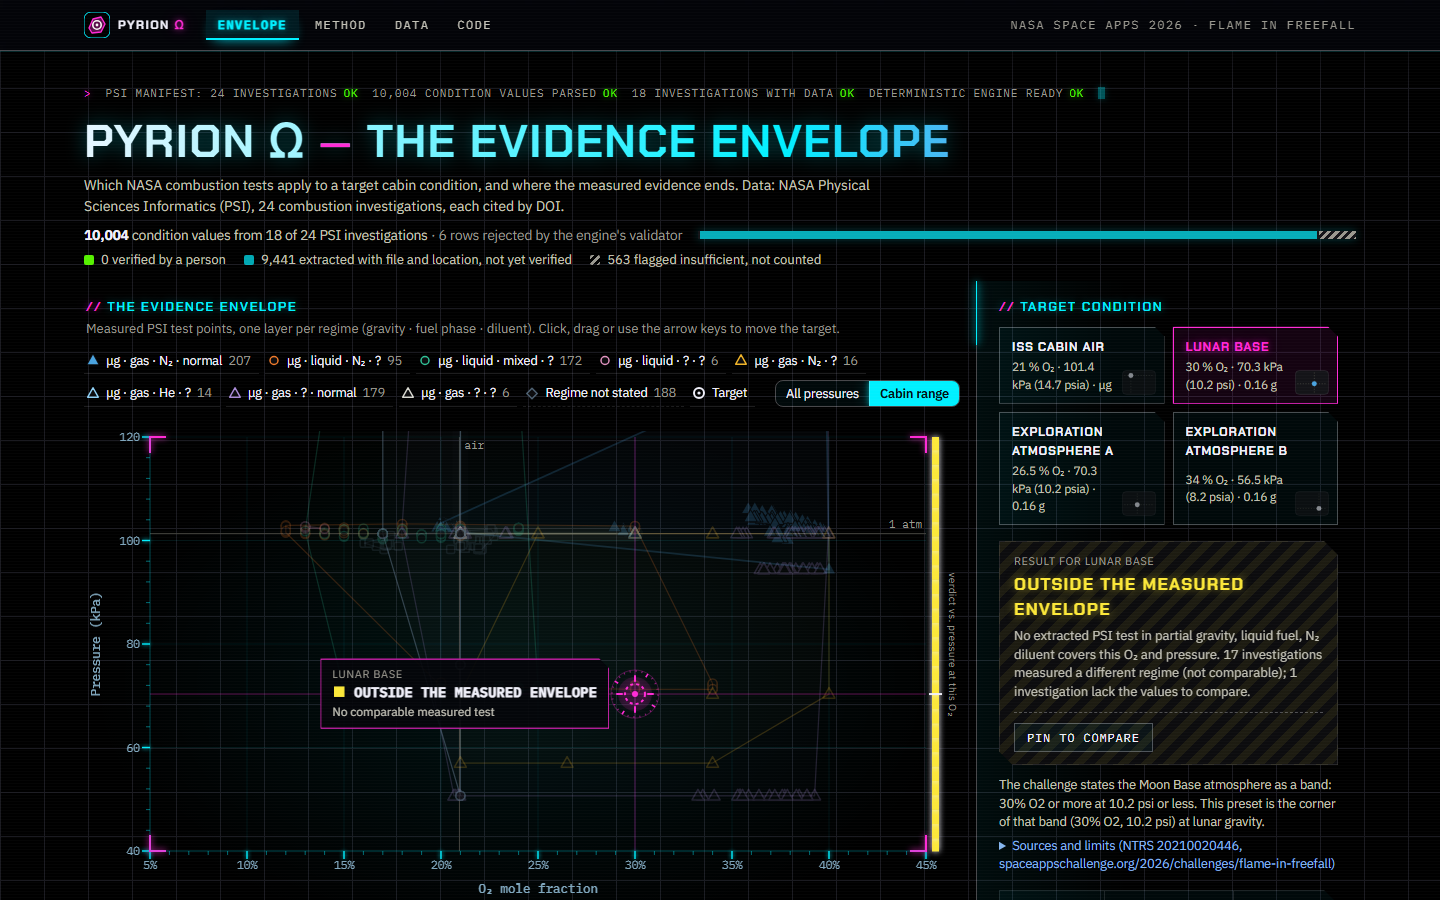 PYRION Ω
ENVELOPE
METHOD
DATA
CODE
NASA SPACE APPS 2026 · FLAME IN FREEFALL
> PSI MANIFEST: 24 INVESTIGATIONS OK 10,004 CONDITION VALUES PARSED OK 18 INVESTIGATIONS WITH DATA OK DETERMINISTIC ENGINE READY OK
PYRION Ω — THE EVIDENCE ENVELOPE
Which NASA combustion tests apply to a target cabin condition, and where the measured evidence ends. Data: NASA Physical
Sciences Informatics (PSI), 24 combustion investigations, each cited by DOI.
10,004 condition values from 18 of 24 PSI investigations · 6 rows rejected by the engine's validator
0 verified by a person
9,441 extracted with file and location, not yet verified
563 flagged insufficient, not counted
// THE EVIDENCE ENVELOPE
Measured PSI test points, one layer per regime (gravity · fuel phase · diluent). Click, drag or use the arrow keys to move the target.
µg · gas · N₂ · normal 207
µg · liquid · N₂ · ? 95
µg · liquid · mixed · ? 172
µg · liquid · ? · ? 6
µg · gas · N₂ · ? 16
µg · gas · He · ? 14
µg · gas · ? · normal 179
µg · gas · ? · ? 6
Regime not stated 188
Target
All pressures
Cabin range
120
100
80
60
40
Pressure (kPa)
air
1 atm
LUNAR BASE
OUTSIDE THE MEASURED ENVELOPE
No comparable measured test
verdict vs. pressure at this O₂
5%
10%
15%
20%
25%
30%
35%
40%
45%
O₂ mole fraction
// TARGET CONDITION
ISS CABIN AIR
21 % O₂ · 101.4
kPa (14.7 psia) · µg
LUNAR BASE
30 % O₂ · 70.3 kPa
(10.2 psi) · 0.16 g
EXPLORATION
ATMOSPHERE A
26.5 % O₂ · 70.3
kPa (10.2 psia) ·
0.16 g
EXPLORATION
ATMOSPHERE B
34 % O₂ · 56.5 kPa
(8.2 psia) · 0.16 g
RESULT FOR LUNAR BASE
OUTSIDE THE MEASURED
ENVELOPE
No extracted PSI test in partial gravity, liquid fuel, N₂
diluent covers this O₂ and pressure. 17 investigations
measured a different regime (not comparable); 1
investigation lack the values to compare.
PIN TO COMPARE
The challenge states the Moon Base atmosphere as a band:
30% O2 or more at 10.2 psi or less. This preset is the corner
of that band (30% O2, 10.2 psi) at lunar gravity.
▶ Sources and limits (NTRS 20210020446,
spaceappschallenge.org/2026/challenges/flame-in-freefall)